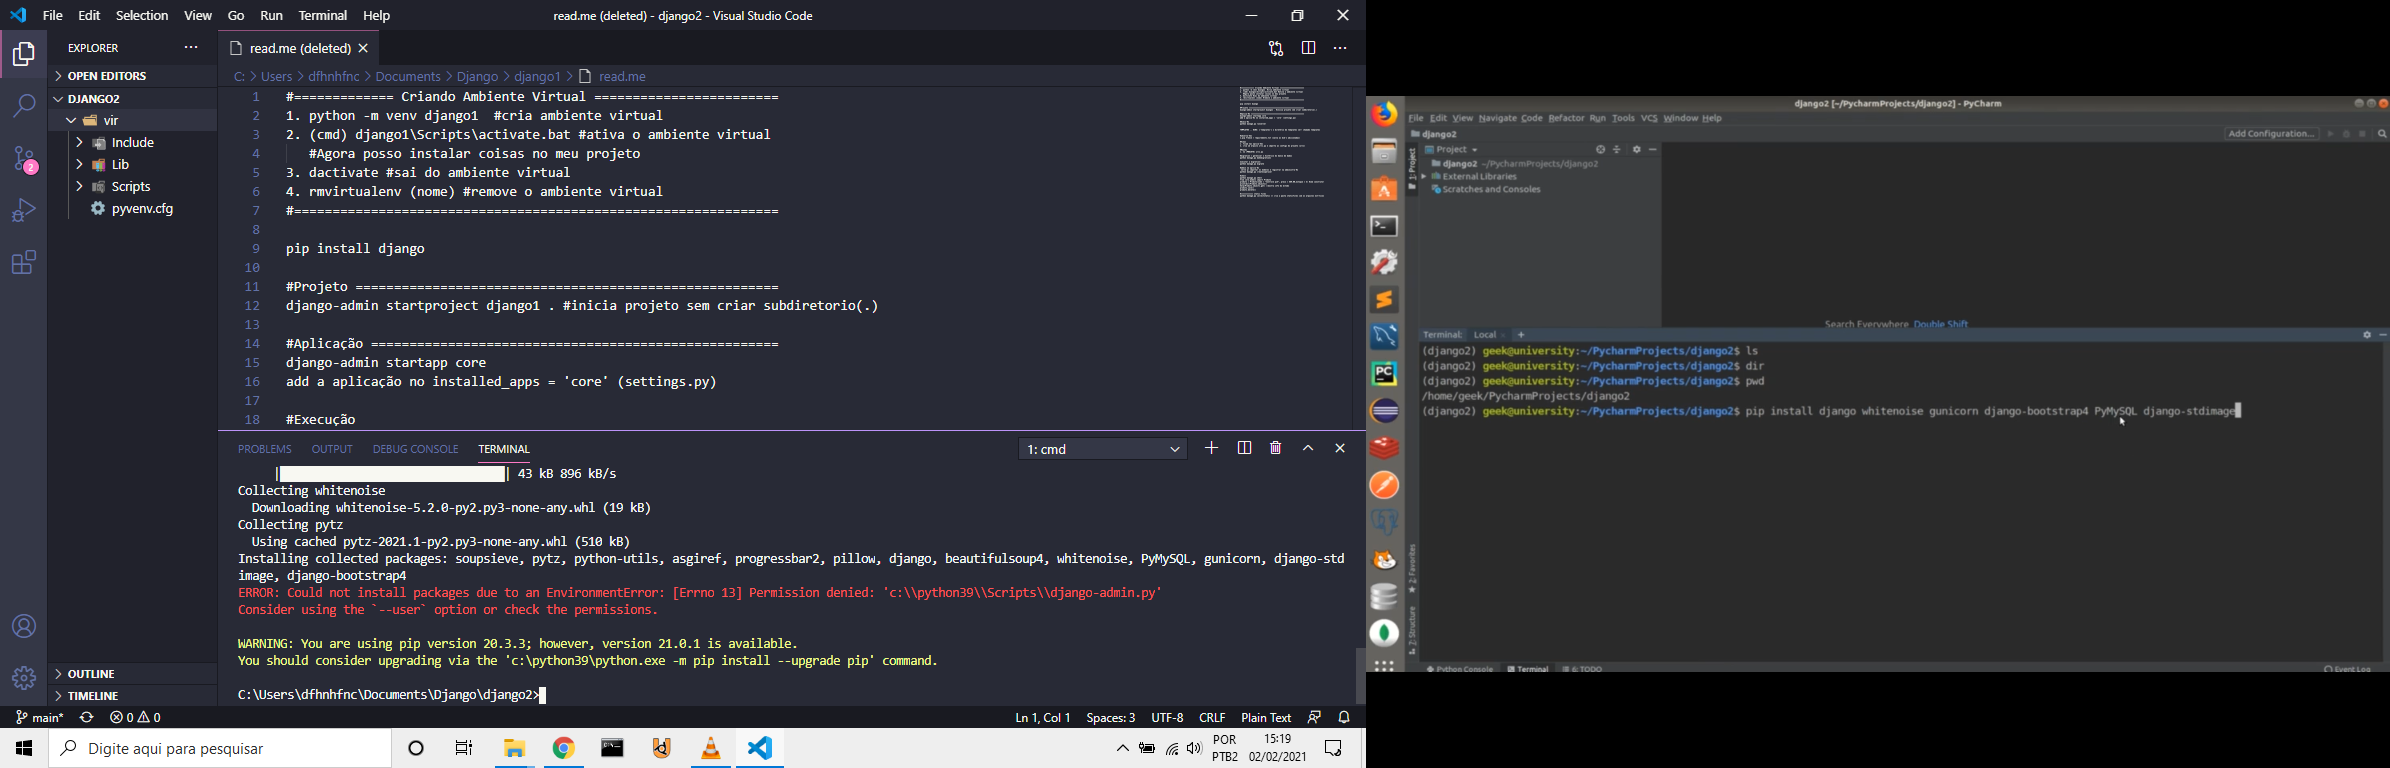 File Edit Selection View Go Run Terminal Help
read.me (deleted) - django2 - Visual Studio Code
EXPLORER
OPEN EDITORS
DJANGO2
vir
Include
Lib
Scripts
pyvenv.cfg
OUTLINE
TIMELINE
2
read.me (deleted)
C: > Users > dfhnhfnc > Documents > Django > django1 > read.me
1 #============= Criando Ambiente Virtual ========================
2 1. python -m venv django1  #cria ambiente virtual
3 2. (cmd) django1\Scripts\activate.bat #ativa o ambiente virtual
4    #Agora posso instalar coisas no meu projeto
5 3. dactivate #sai do ambiente virtual
6 4. rmvirtualenv (nome) #remove o ambiente virtual
7 #===============================================================
8
9 pip install django
10
11 #Projeto =======================================================
12 django-admin startproject django1 . #inicia projeto sem criar subdiretorio(.)
13
14 #Aplicação =====================================================
15 django-admin startapp core
16 add a aplicação no installed_apps = 'core' (settings.py)
17
18 #Execução
PROBLEMS OUTPUT DEBUG CONSOLE TERMINAL
1: cmd
| | 43 kB 896 kB/s
Collecting whitenoise
  Downloading whitenoise-5.2.0-py2.py3-none-any.whl (19 kB)
Collecting pytz
  Using cached pytz-2021.1-py2.py3-none-any.whl (510 kB)
Installing collected packages: soupsieve, pytz, python-utils, asgiref, progressbar2, pillow, django, beautifulsoup4, whitenoise, PyMySQL, gunicorn, django-std
image, django-bootstrap4
ERROR: Could not install packages due to an EnvironmentError: [Errno 13] Permission denied: 'c:\\python39\\Scripts\\django-admin.py'
Consider using the `--user` option or check the permissions.
WARNING: You are using pip version 20.3.3; however, version 21.0.1 is available.
You should consider upgrading via the 'c:\python39\python.exe -m pip install --upgrade pip' command.
C:\Users\dfhnhfnc\Documents\Django\django2>
main* 0 0
Ln 1, Col 1 Spaces: 3 UTF-8 CRLF Plain Text
Digite aqui para pesquisar
POR
PTB2
15:19
02/02/2021
django2 [~/PycharmProjects/django2] - PyCharm
File Edit View Navigate Code Refactor Run Tools VCS Window Help
django2
Add Configuration...
1: Project
Project
django2 ~/PycharmProjects/django2
External Libraries
Scratches and Consoles
Search Everywhere Double Shift
Terminal: Local +
(django2) geek@university:~/PycharmProjects/django2$ ls
(django2) geek@university:~/PycharmProjects/django2$ dir
(django2) geek@university:~/PycharmProjects/django2$ pwd
/home/geek/PycharmProjects/django2
(django2) geek@university:~/PycharmProjects/django2$ pip install django whitenoise gunicorn django-bootstrap4 PyMySQL django-stdimage
2: Favorites
Z: Structure
PC
Python Console Terminal 6: TODO
Event Log